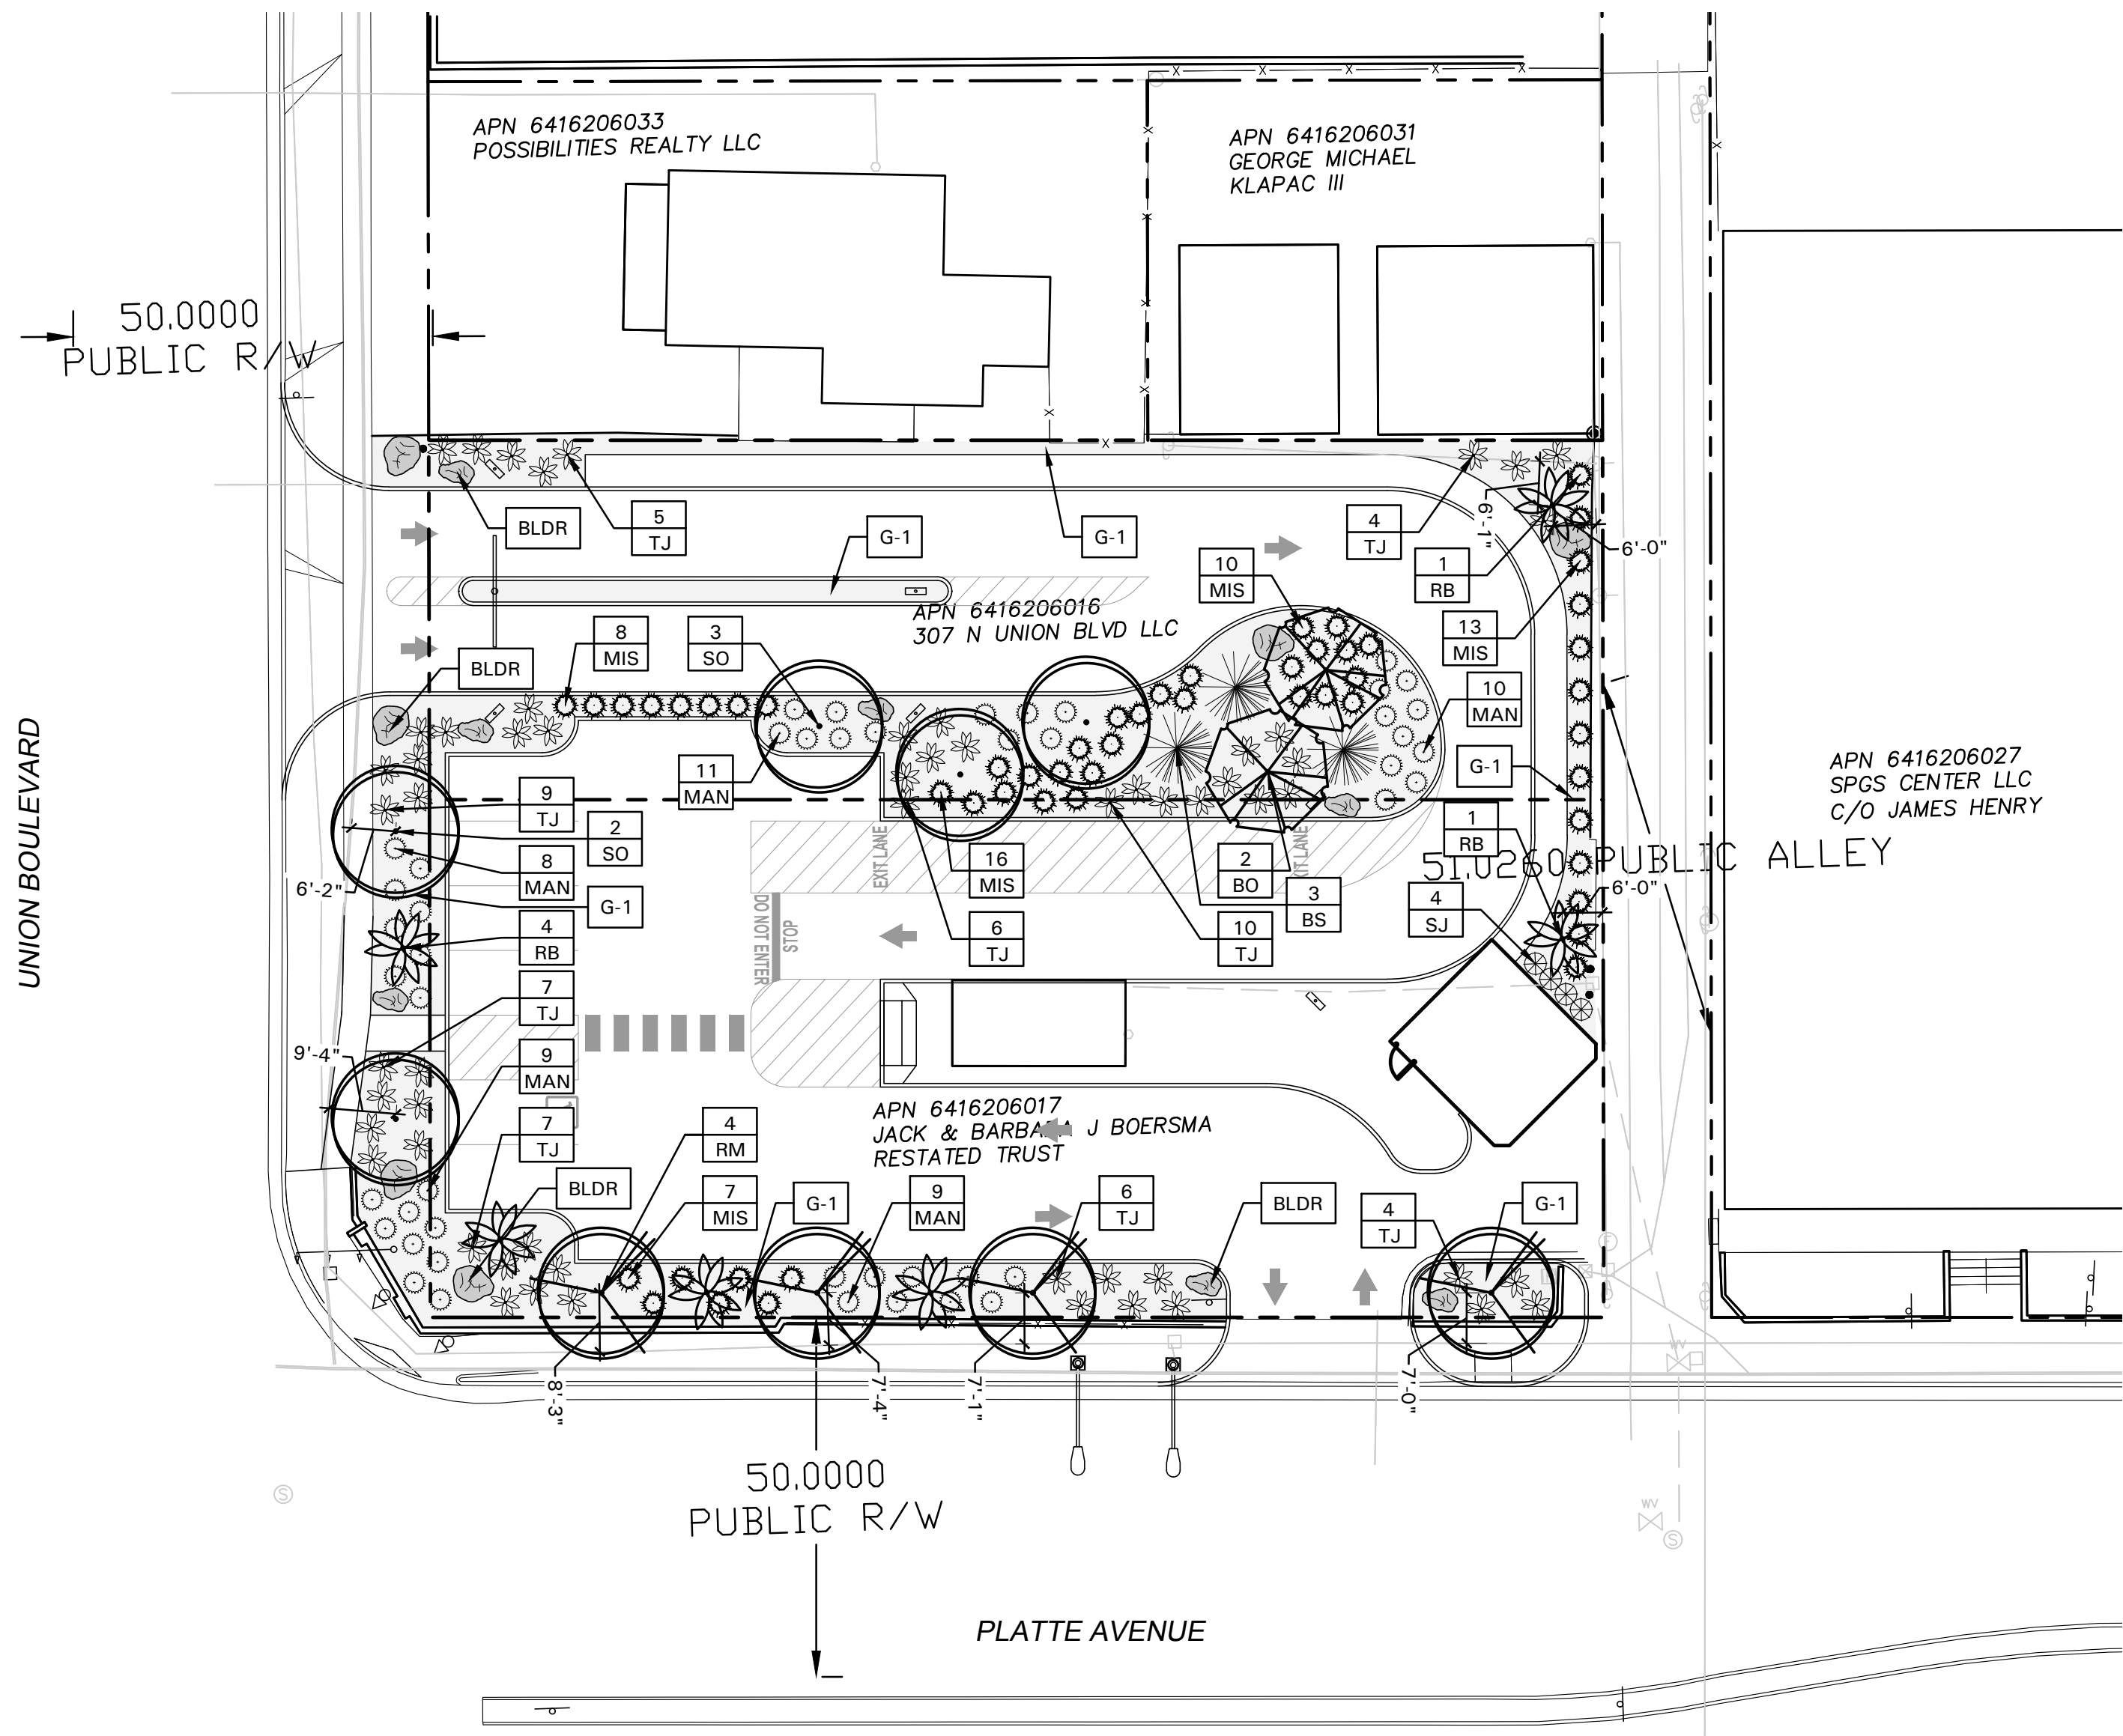 APN 6416206033
POSSIBILITIES REALTY LLC
APN 6416206031
GEORGE MICHAEL
KLAPAC III
50.0000
PUBLIC R/W
BLDR
5
TJ
G-1
G-1
4
TJ
6'-1"
6'-0"
10
MIS
1
RB
APN 6416206016
307 N UNION BLVD LLC
8
MIS
3
SO
13
MIS
BLDR
10
MAN
G-1
11
MAN
UNION BOULEVARD
APN 6416206027
SPGS CENTER LLC
C/O JAMES HENRY
9
TJ
2
SO
8
MAN
6'-2"
G-1
EXIT LANE
16
MIS
2
BO
3
BS
1
RB
51.0260 PUBLIC ALLEY
6'-0"
4
SJ
4
RB
DO NOT ENTER
STOP
6
TJ
10
TJ
7
TJ
9'-4"
9
MAN
7
TJ
4
RM
APN 6416206017
JACK & BARBARA J BOERSMA
RESTATED TRUST
BLDR
7
MIS
G-1
9
MAN
6
TJ
BLDR
4
TJ
G-1
8'-3"
7'-4"
7'-1"
7'-0"
50.0000
PUBLIC R/W
S
WV
WV
S
PLATTE AVENUE